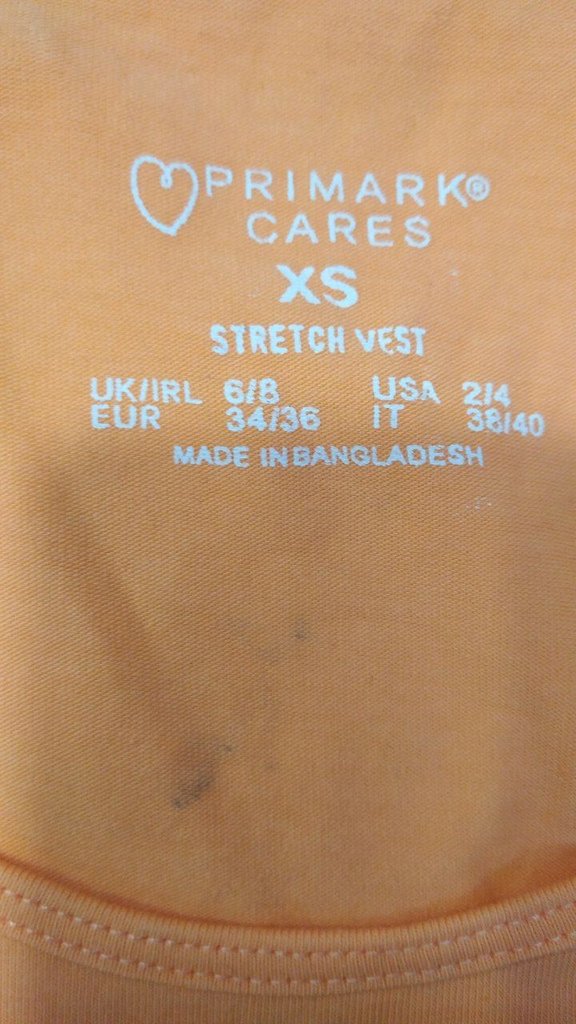 PRIMARK®
CARES
XS
STRETCH VEST
UK/IRL 6/8 USA 2/4
EUR 34/36 IT 38/40
MADE IN BANGLADESH